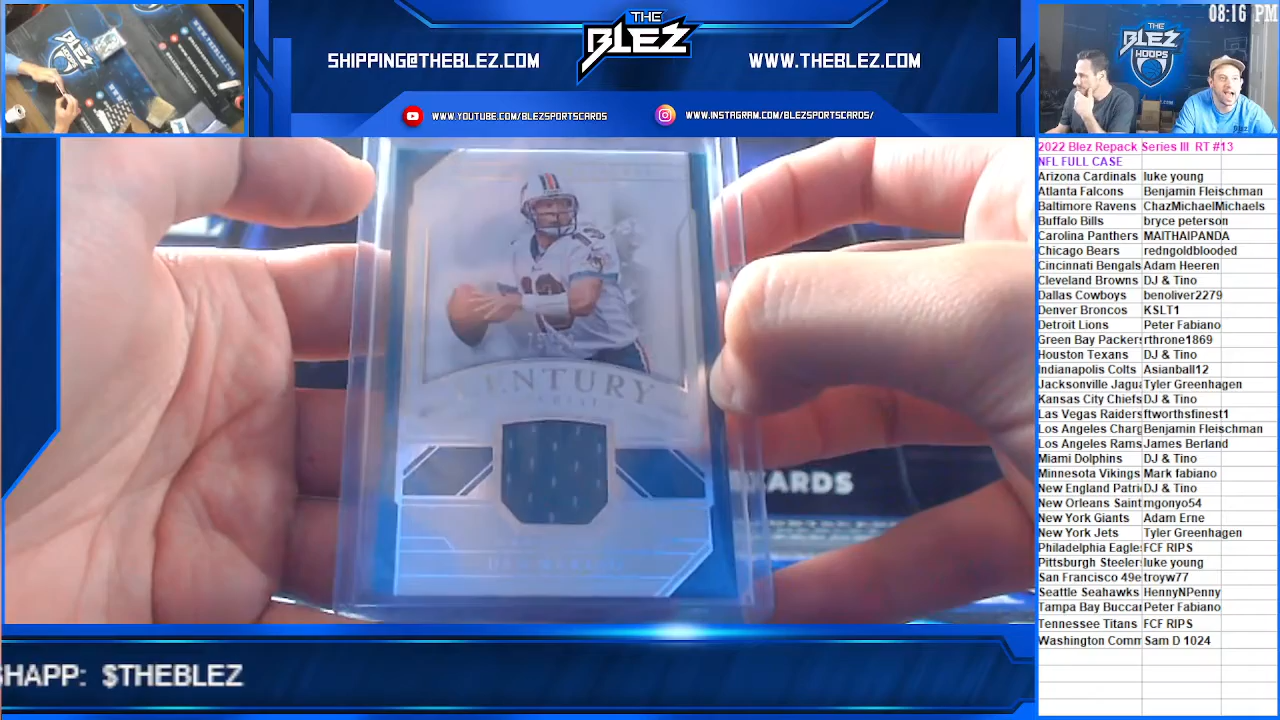 THE
BLEZ
SHIPPING@THEBLEZ.COM
WWW.THEBLEZ.COM
WWW.YOUTUBE.COM/BLEZSPORTSCARDS
WWW.INSTAGRAM.COM/BLEZSPORTSCARDS/
08:16 PM
THE
BLEZ
HOOPS
2022 Blez Repack Series III RT #13
NFL FULL CASE
Arizona Cardinals luke young
Atlanta Falcons Benjamin Fleischman
Baltimore Ravens ChazMichaelMichaels
Buffalo Bills bryce peterson
Carolina Panthers MAITHAIPANDA
Chicago Bears redngoldblooded
Cincinnati Bengals Adam Heeren
Cleveland Browns DJ & Tino
Dallas Cowboys benoliver2279
Denver Broncos KSLT1
Detroit Lions Peter Fabiano
Green Bay Packers rthrone1869
Houston Texans DJ & Tino
Indianapolis Colts Asianball12
Jacksonville Jagua Tyler Greenhagen
Kansas City Chiefs DJ & Tino
Las Vegas Raiders ftworthsfinest1
Los Angeles Charg Benjamin Fleischman
Los Angeles Rams James Berland
Miami Dolphins DJ & Tino
Minnesota Vikings Mark fabiano
New England Patri DJ & Tino
New Orleans Saint mgonyo54
New York Giants Adam Erne
New York Jets Tyler Greenhagen
Philadelphia Eagle FCF RIPS
Pittsburgh Steeler luke young
San Francisco 49e troyw77
Seattle Seahawks HennyNPenny
Tampa Bay Buccar Peter Fabiano
Tennessee Titans FCF RIPS
Washington Comm Sam D 1024
CENTURY
CARDS
SHAPP: $THEBLEZ